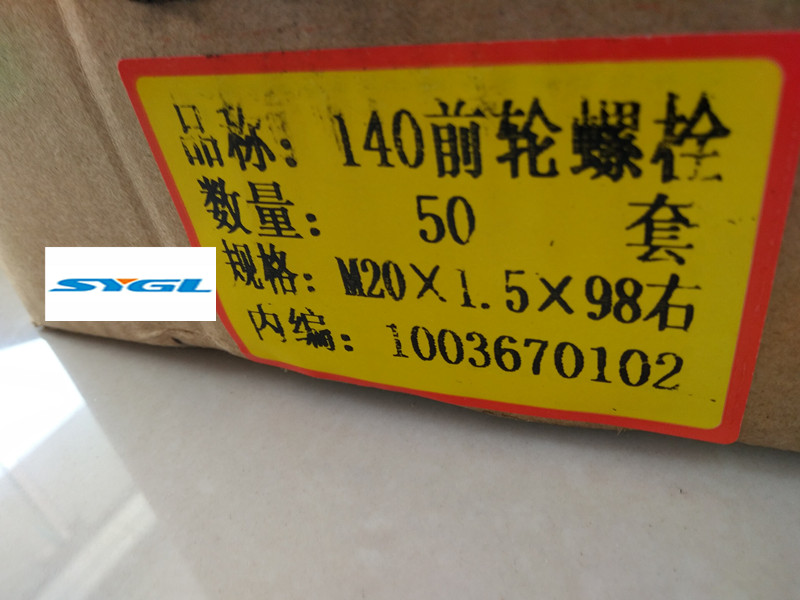 品称：140前轮螺栓
数量： 50 套
规格：M20×1.5×98右
内编：1003670102
SYGL